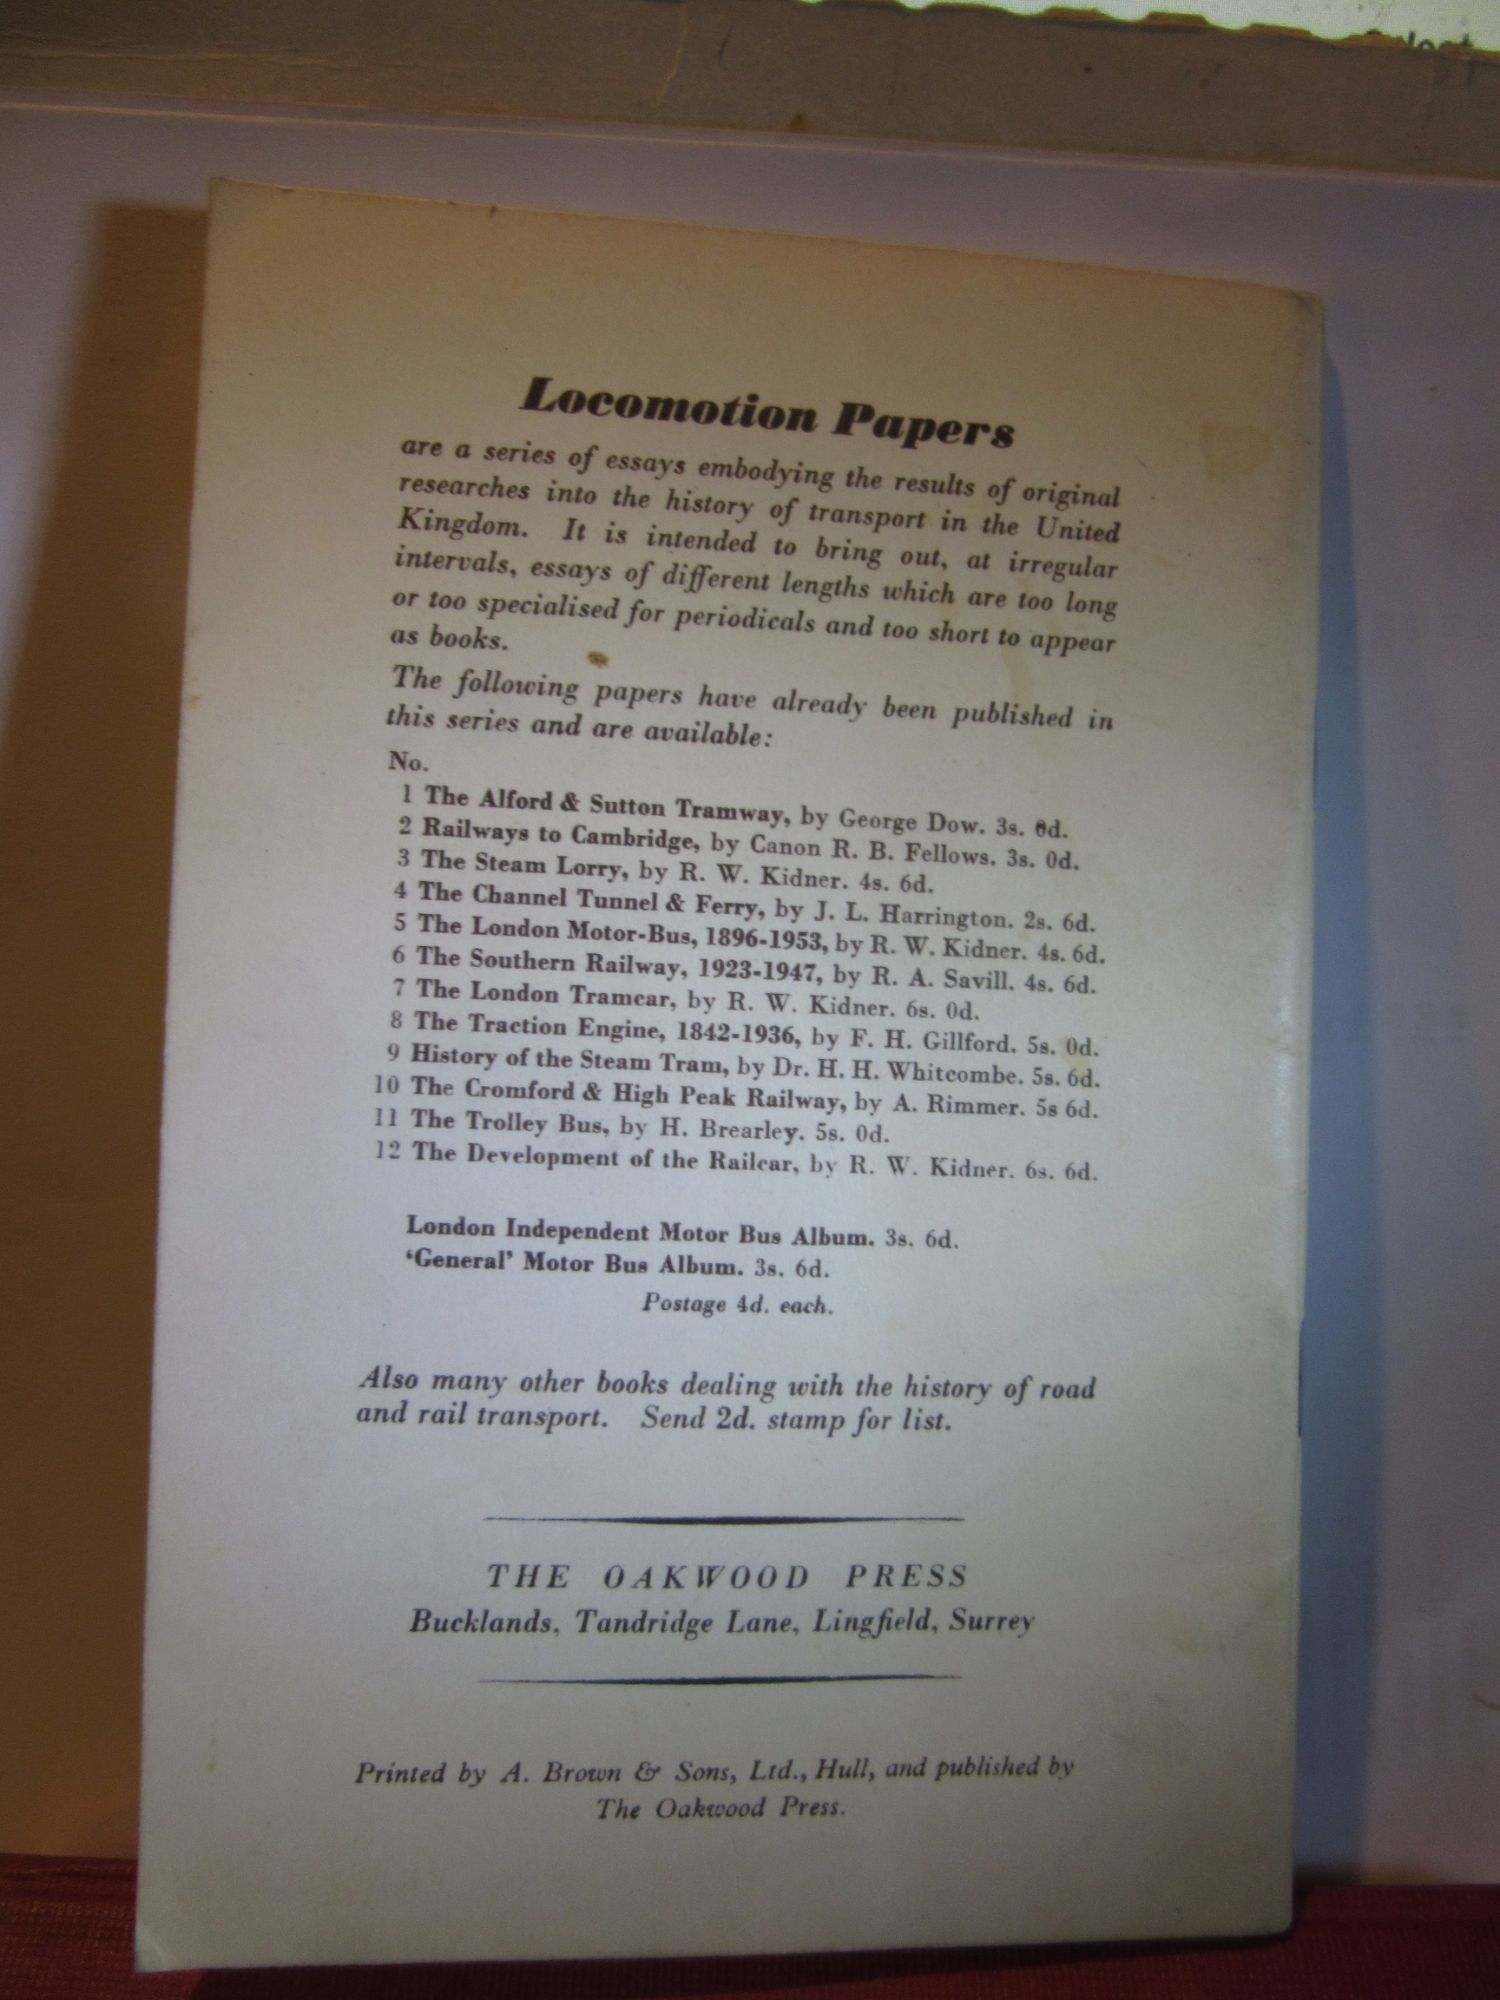 Locomotion Papers
are a series of essays embodying the results of original
researches into the history of transport in the United
Kingdom. It is intended to bring out, at irregular
intervals, essays of different lengths which are too long
or too specialised for periodicals and too short to appear
as books.
The following papers have already been published in
this series and are available:
No.
1 The Alford & Sutton Tramway, by George Dow. 3s. 0d.
2 Railways to Cambridge, by Canon R. B. Fellows. 3s. 0d.
3 The Steam Lorry, by R. W. Kidner. 4s. 6d.
4 The Channel Tunnel & Ferry, by J. L. Harrington. 2s. 6d.
5 The London Motor-Bus, 1896-1953, by R. W. Kidner. 4s. 6d.
6 The Southern Railway, 1923-1947, by R. A. Savill. 4s. 6d.
7 The London Tramcar, by R. W. Kidner. 6s. 0d.
8 The Traction Engine, 1842-1936, by F. H. Gillford. 5s. 0d.
9 History of the Steam Tram, by Dr. H. H. Whitcombe. 5s. 6d.
10 The Cromford & High Peak Railway, by A. Rimmer. 5s 6d.
11 The Trolley Bus, by H. Brearley. 5s. 0d.
12 The Development of the Railcar, by R. W. Kidner. 6s. 6d.
London Independent Motor Bus Album. 3s. 6d.
‘General’ Motor Bus Album. 3s. 6d.
Postage 4d. each.
Also many other books dealing with the history of road
and rail transport. Send 2d. stamp for list.
THE OAKWOOD PRESS
Bucklands, Tandridge Lane, Lingfield, Surrey
Printed by A. Brown & Sons, Ltd., Hull, and published by
The Oakwood Press.